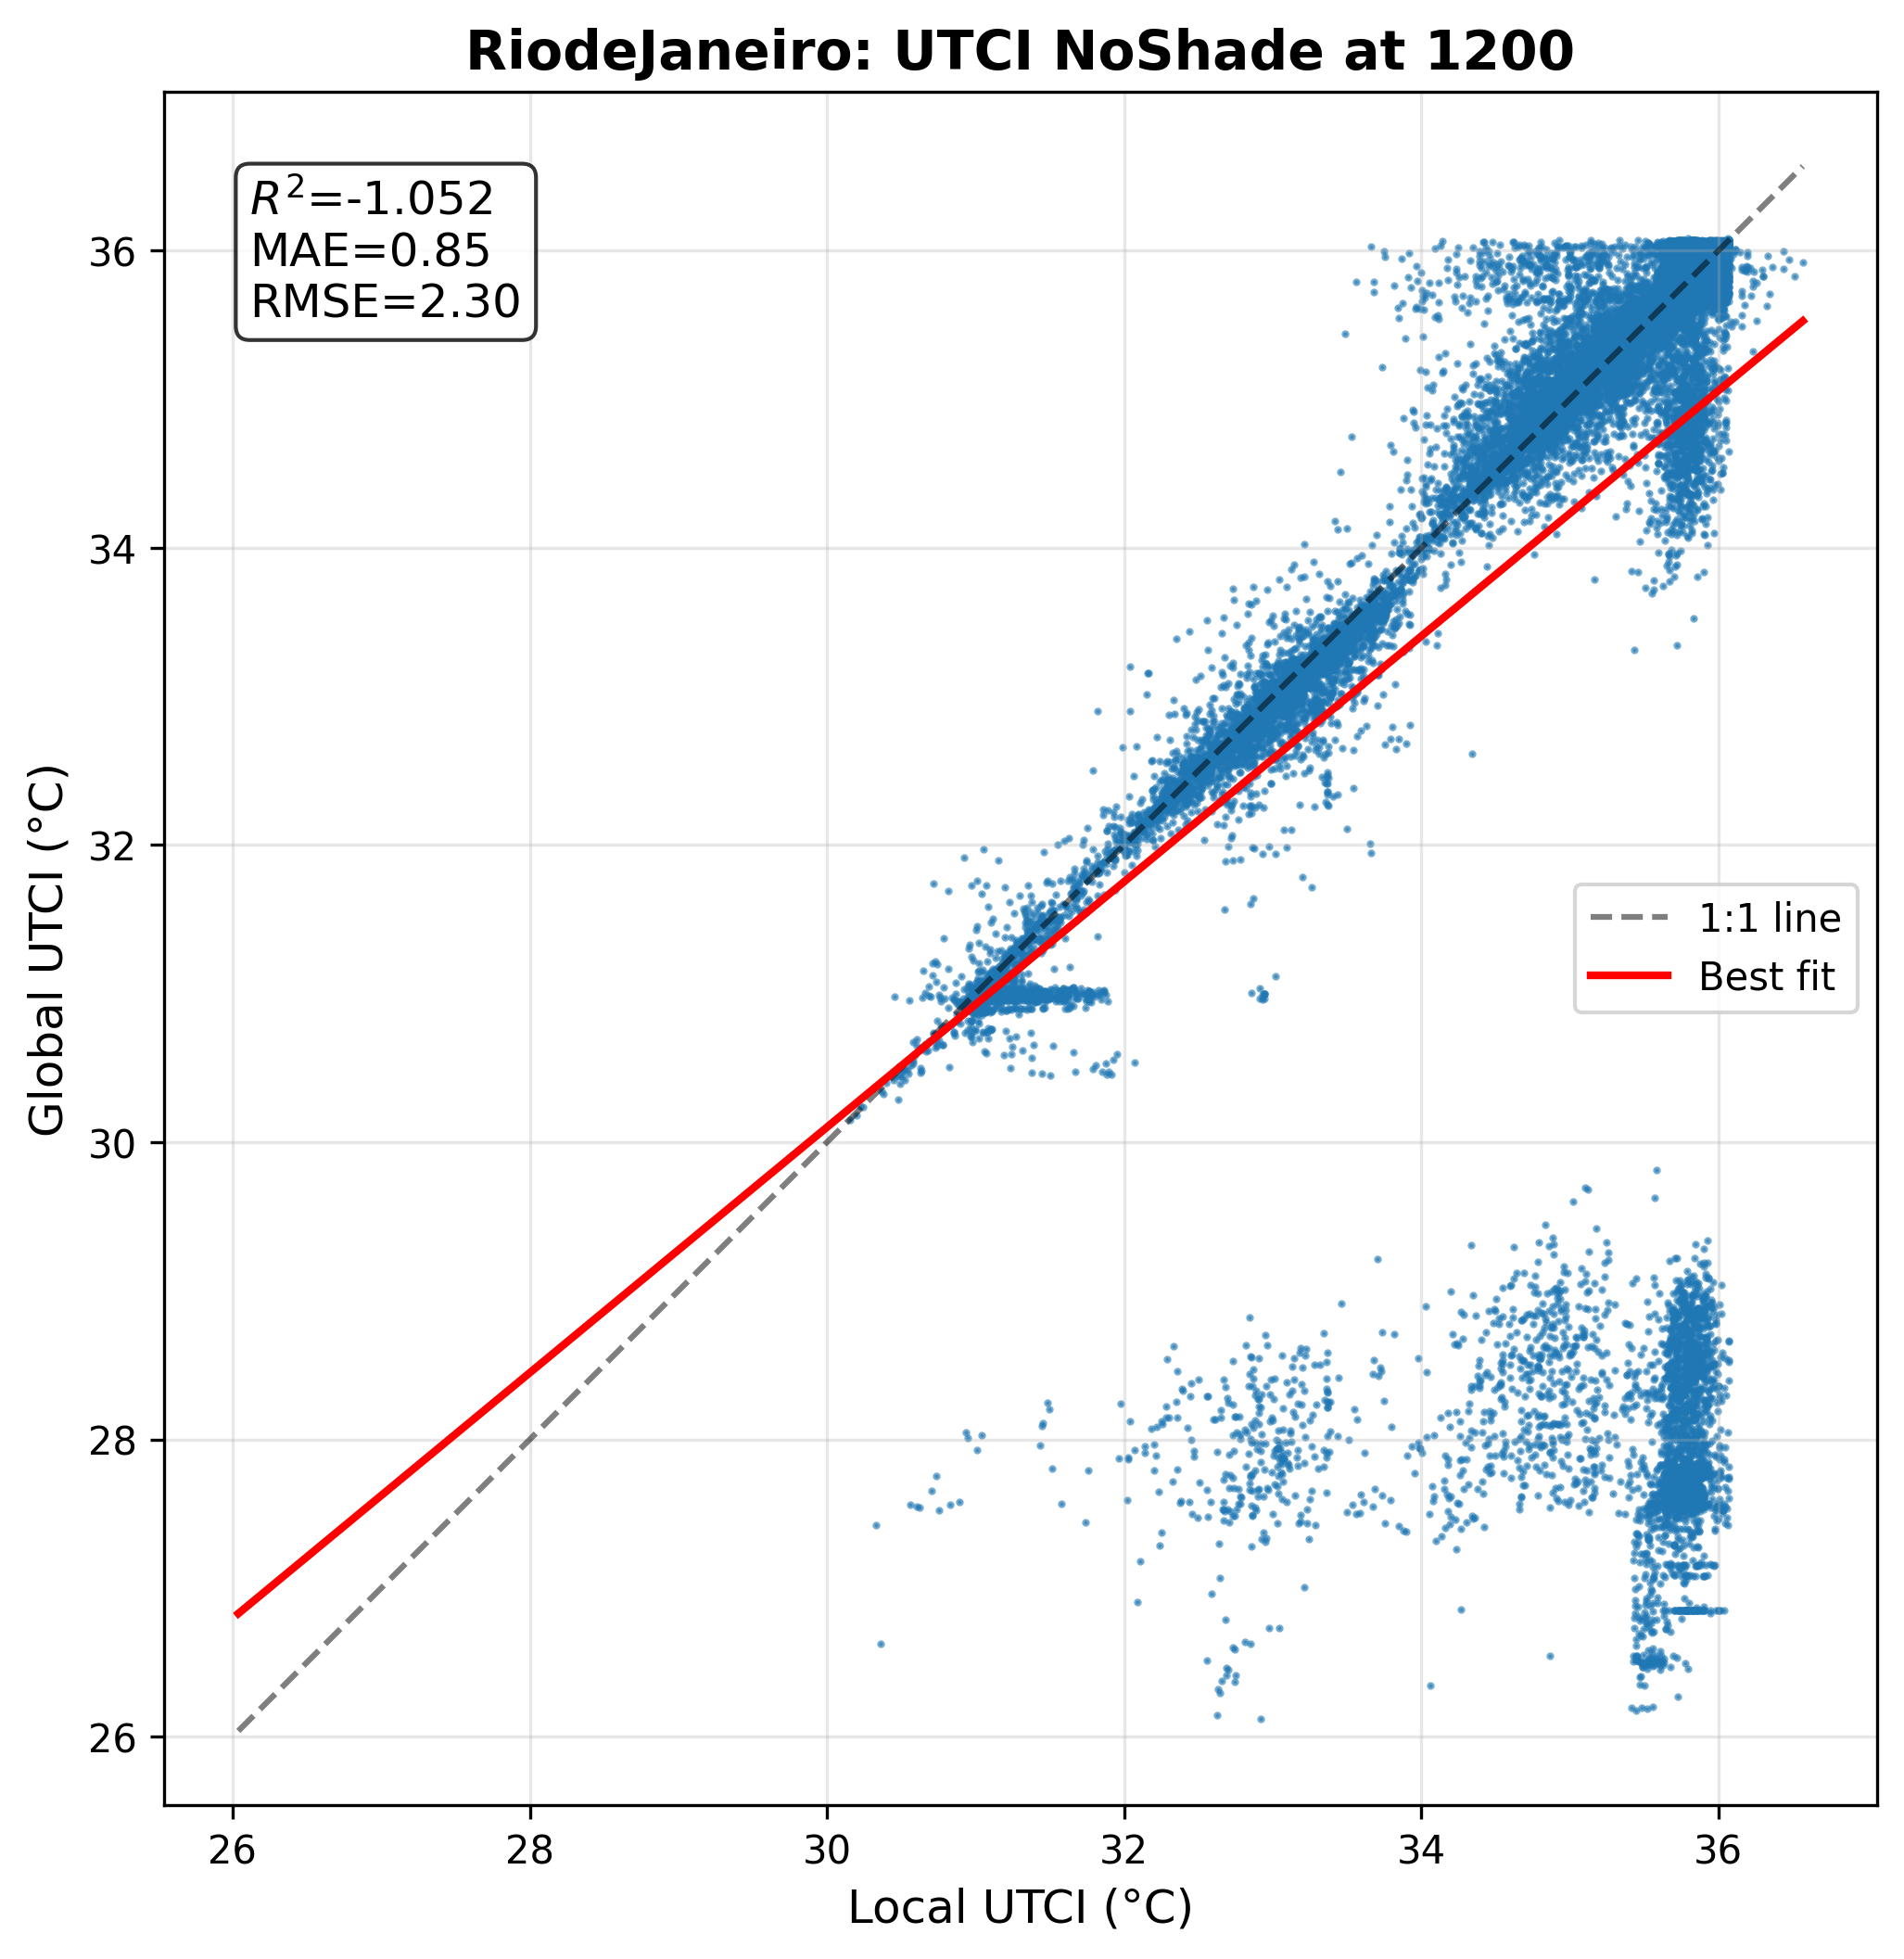 RiodeJaneiro: UTCI NoShade at 1200
R²=-1.052
MAE=0.85
RMSE=2.30
36
34
32
30
28
26
Global UTCI (°C)
1:1 line
Best fit
26 28 30 32 34 36
Local UTCI (°C)